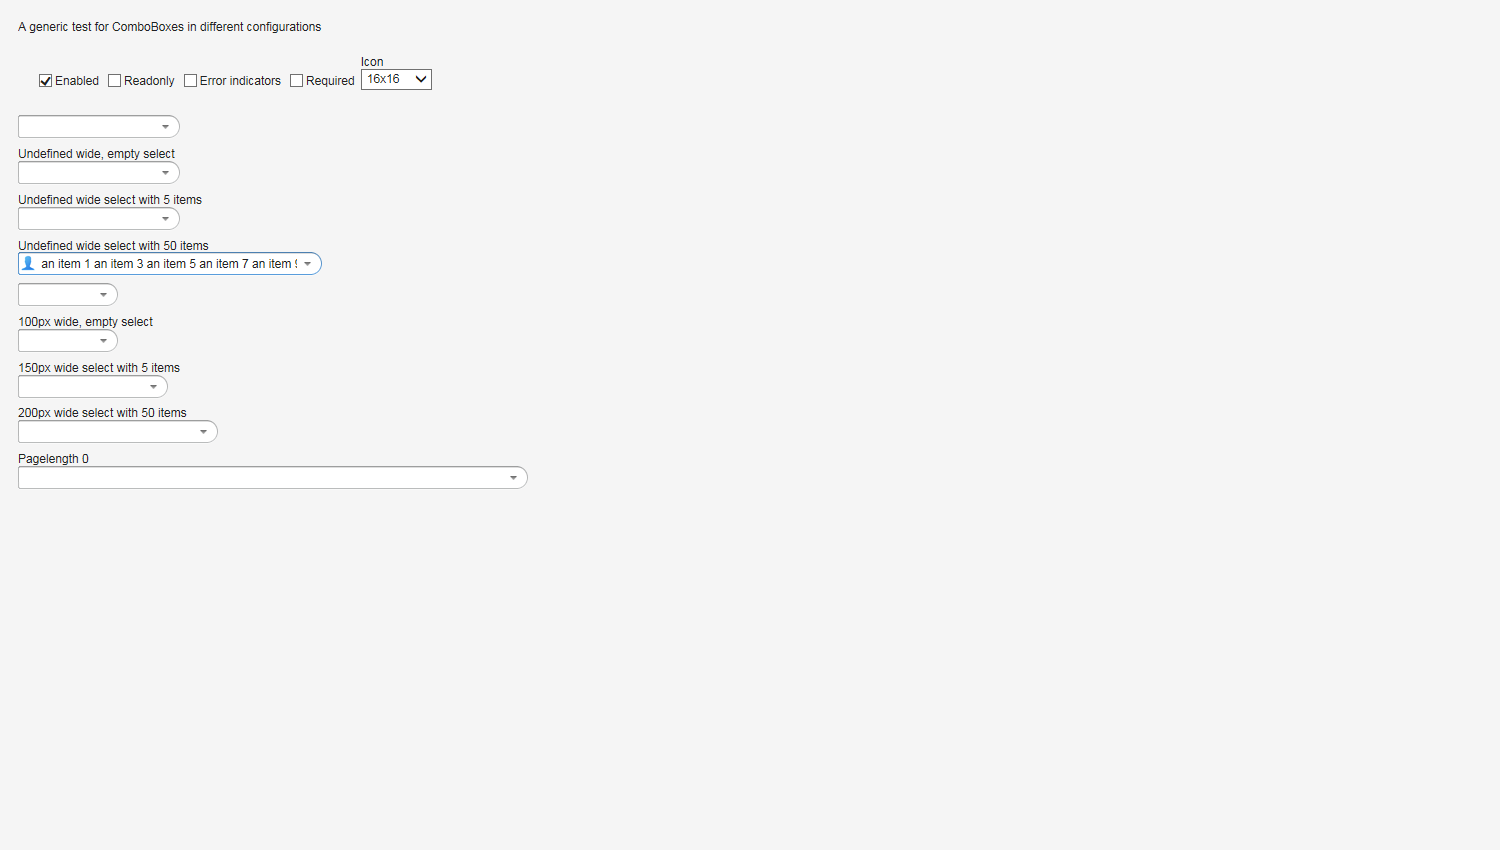 A generic test for ComboBoxes in different configurations
Icon
Enabled Readonly Error indicators Required 16x16
Undefined wide, empty select
Undefined wide select with 5 items
Undefined wide select with 50 items
an item 1 an item 3 an item 5 an item 7 an item
100px wide, empty select
150px wide select with 5 items
200px wide select with 50 items
Pagelength 0